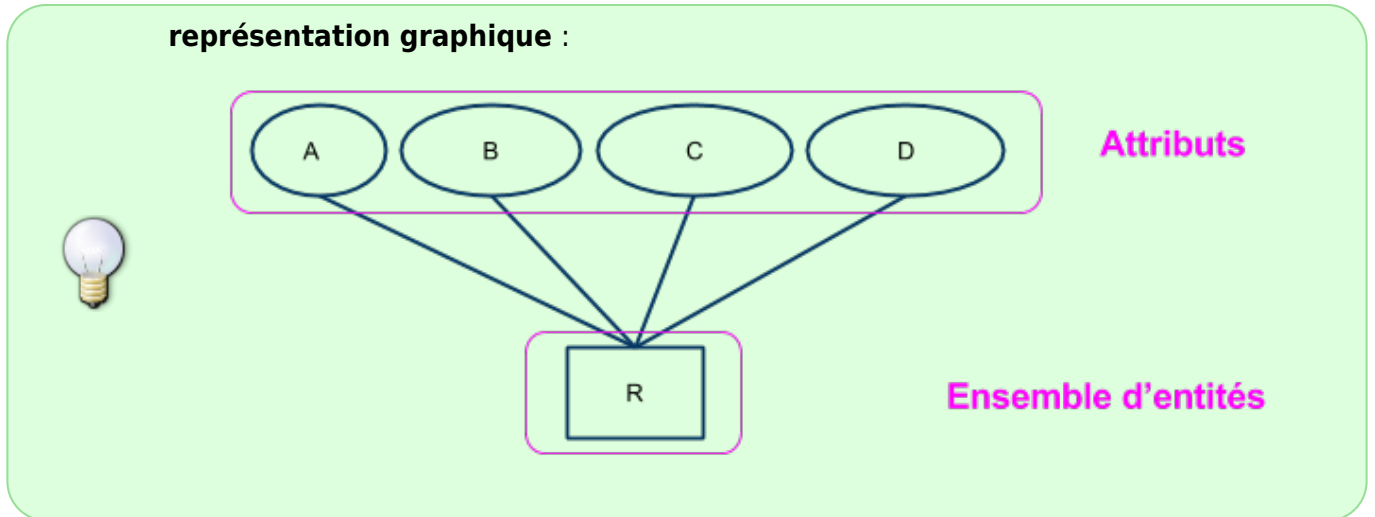 représentation graphique :
A B C D
Attributs
R
Ensemble d'entités